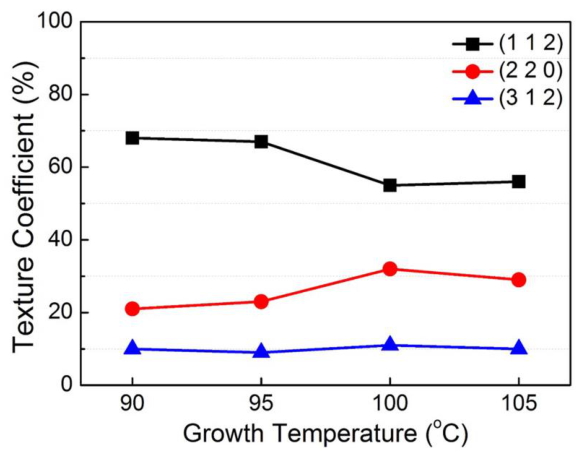 100
80
60
40
20
0
Texture Coefficient (%)
(1 1 2)
(2 2 0)
(3 1 2)
90 95 100 105
Growth Temperature (°C)